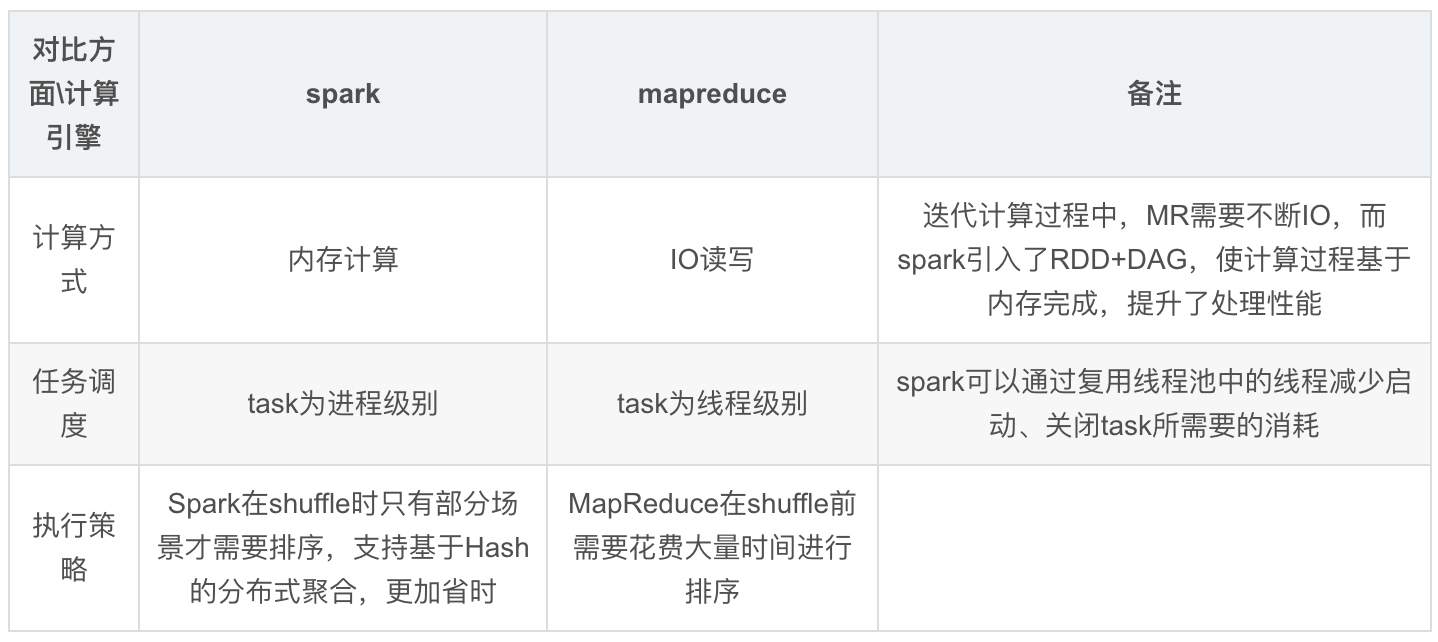 对比方
面\计算
引擎
spark
mapreduce
备注
计算方
式
内存计算
IO读写
迭代计算过程中，MR需要不断IO，而
spark引入了RDD+DAG，使计算过程基于
内存完成，提升了处理性能
任务调
度
task为进程级别
task为线程级别
spark可以通过复用线程池中的线程减少启
动、关闭task所需要的消耗
执行策
略
Spark在shuffle时只有部分场
景才需要排序，支持基于Hash
的分布式聚合，更加省时
MapReduce在shuffle前
需要花费大量时间进行
排序